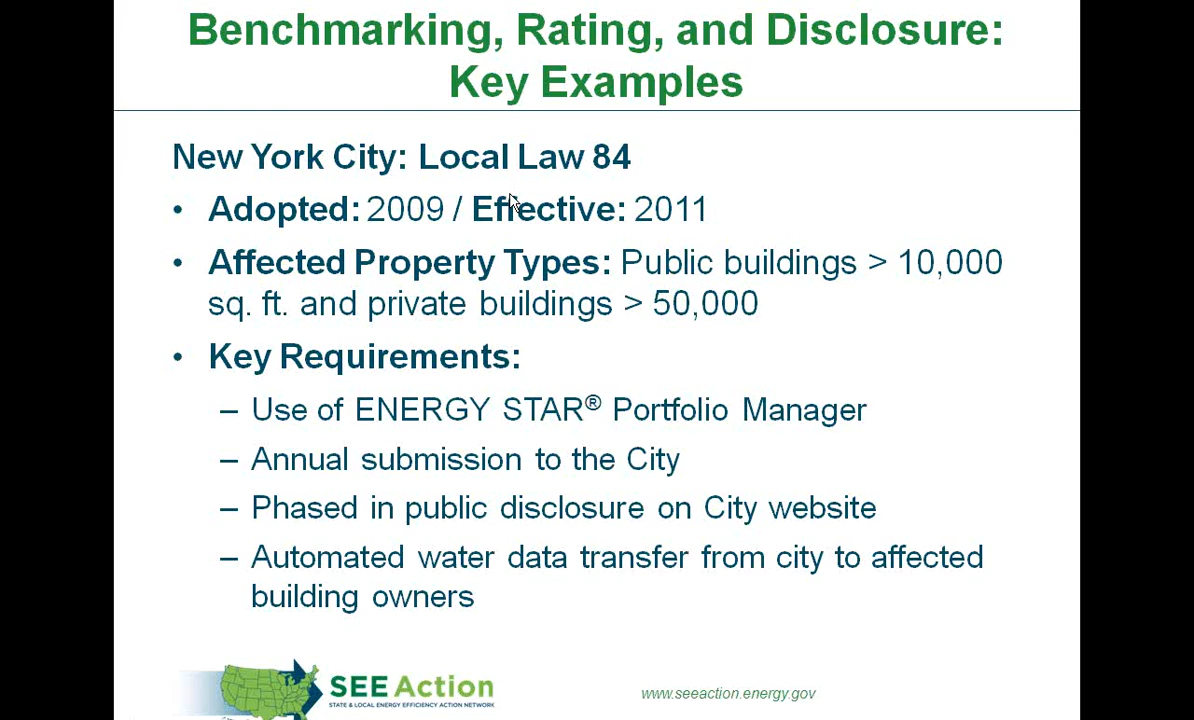 Benchmarking, Rating, and Disclosure:
Key Examples
New York City: Local Law 84
• Adopted: 2009 / Effective: 2011
• Affected Property Types: Public buildings > 10,000
sq. ft. and private buildings > 50,000
• Key Requirements:
– Use of ENERGY STAR® Portfolio Manager
– Annual submission to the City
– Phased in public disclosure on City website
– Automated water data transfer from city to affected
building owners
SEE Action
STATE & LOCAL ENERGY EFFICIENCY ACTION NETWORK
www.seeaction.energy.gov